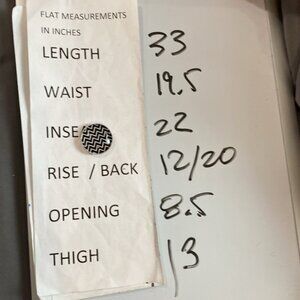 FLAT MEASUREMENTS
IN INCHES
LENGTH 33
WAIST 19.5
INSE 22
RISE / BACK 12/20
OPENING 8.5
THIGH 13